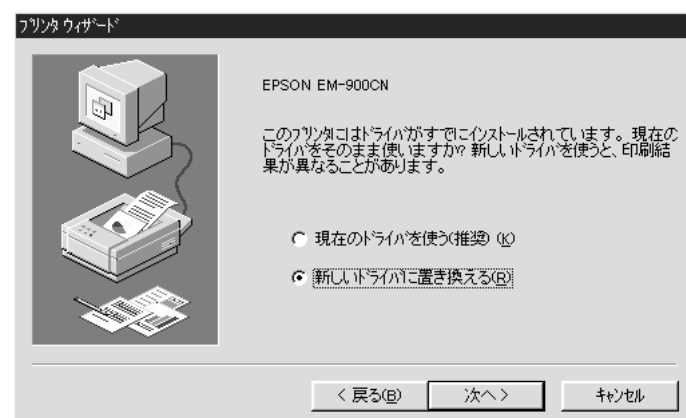 プリンタ ウィザード
EPSON EM-900CN
このプリンタにはドライバがすでにインストールされています。現在の
ドライバをそのまま使いますか? 新しいドライバを使うと、印刷結
果が異なることがあります。
現在のドライバを使う(推奨) (K)
新しいドライバに置き換える(R)
< 戻る(B)
次へ >
キャンセル